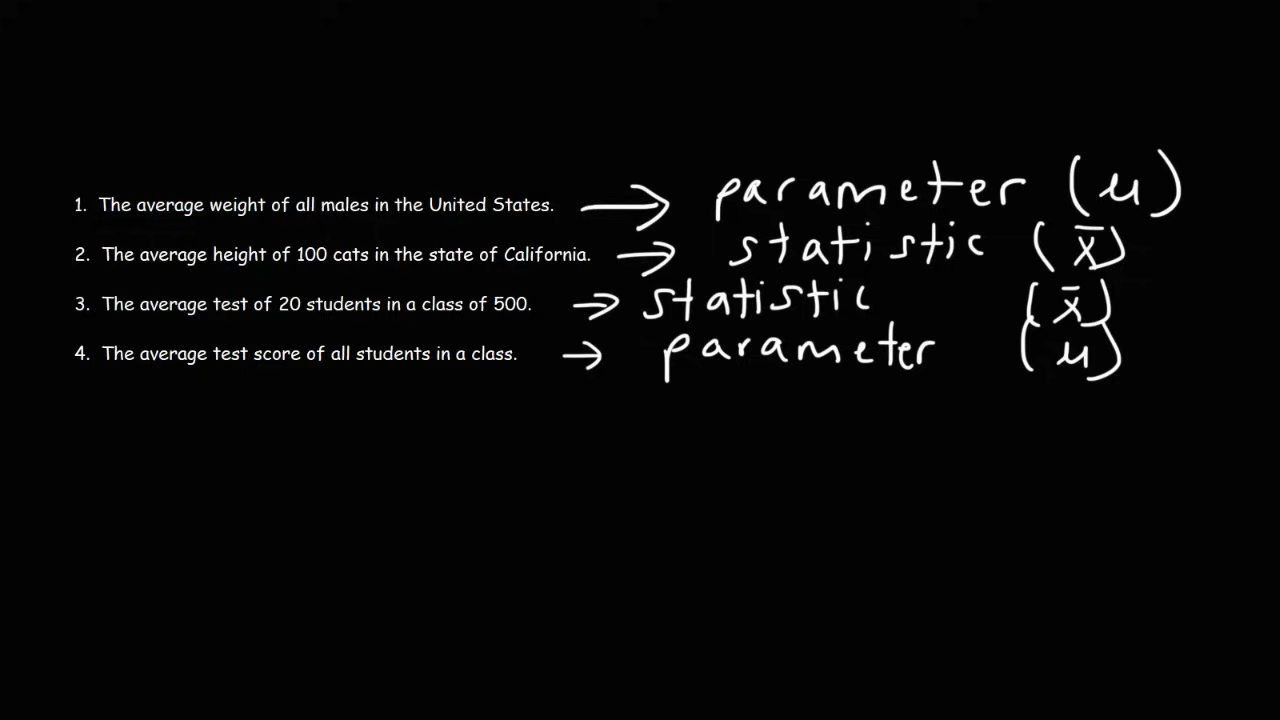 1. The average weight of all males in the United States. → parameter (μ)
2. The average height of 100 cats in the state of California. → statistic (x̄)
3. The average test of 20 students in a class of 500. → statistic (x̄)
4. The average test score of all students in a class. → parameter (μ)